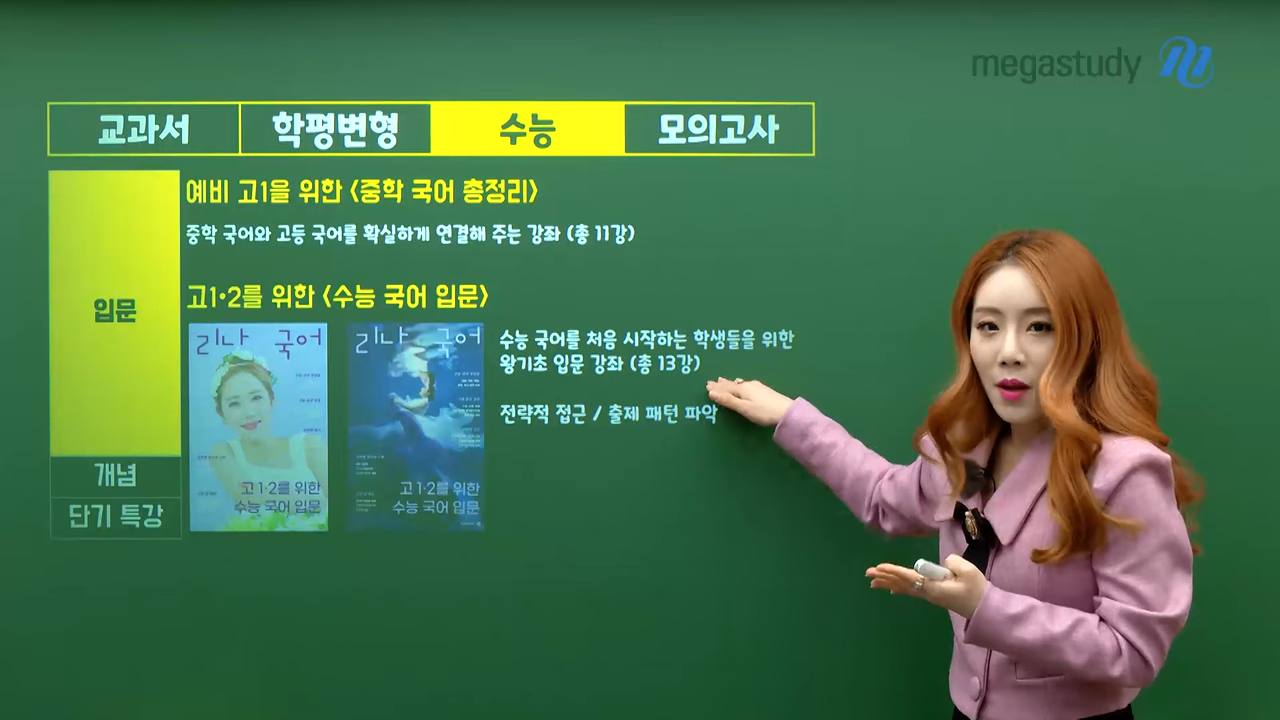 megastudy
교과서 학평변형 수능 모의고사
예비 고1을 위한 <중학 국어 총정리>
중학 국어와 고등 국어를 확실하게 연결해 주는 강좌 (총 11강)
입문
고1·2를 위한 <수능 국어 입문>
리나 국어
고1·2를 위한
수능 국어 입문
리나 국어
고1·2를 위한
수능 국어 입문
수능 국어를 처음 시작하는 학생들을 위한
왕기초 입문 강좌 (총 13강)
전략적 접근 / 출제 패턴 파악
개념
단기 특강